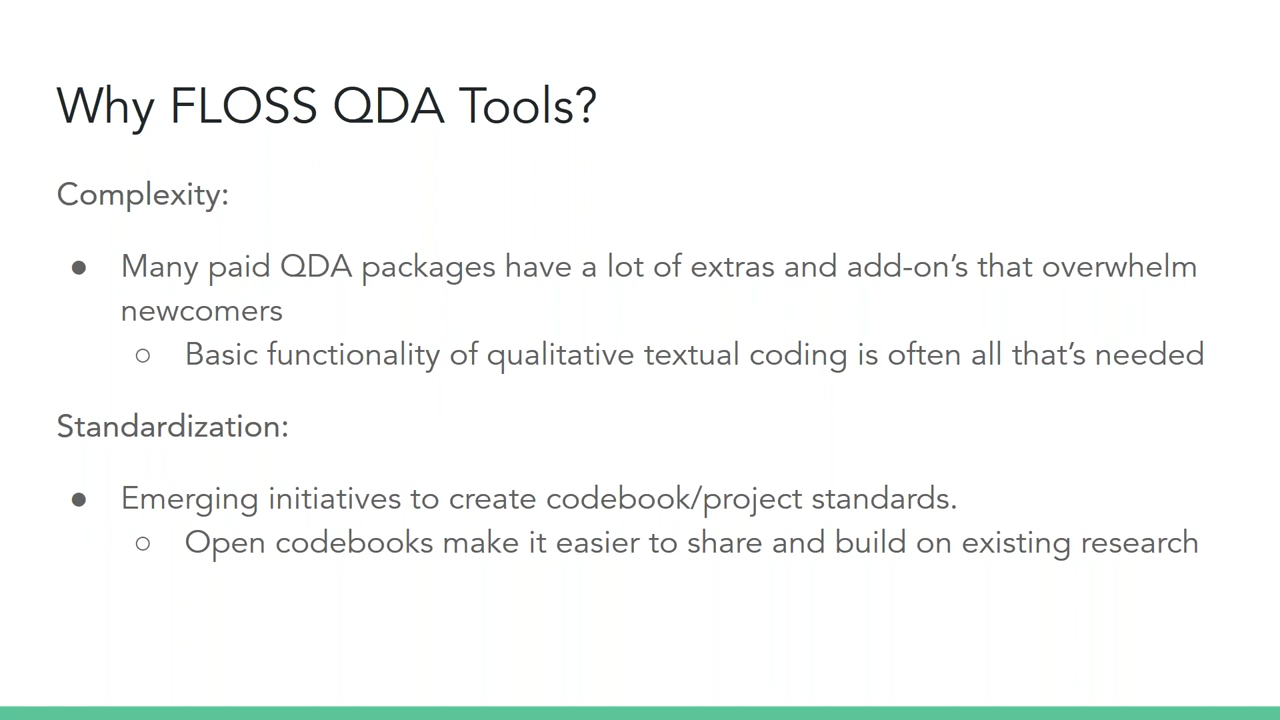 Why FLOSS QDA Tools?
Complexity:
● Many paid QDA packages have a lot of extras and add-on’s that overwhelm
newcomers
○ Basic functionality of qualitative textual coding is often all that’s needed
Standardization:
● Emerging initiatives to create codebook/project standards.
○ Open codebooks make it easier to share and build on existing research